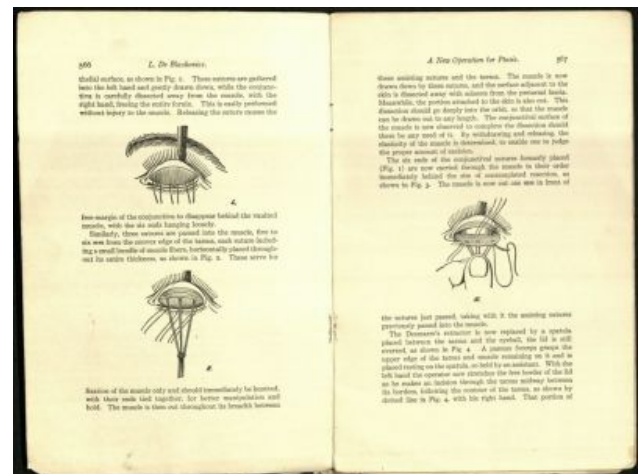 566
L. De Blaskovics.
thelial surface, as shown in Fig. 1. These sutures are gathered
into the left hand and gently drawn down, while the conjunc-
tiva is carefully dissected away from the muscle, with the
right hand, freeing the entire fornix. This is easily performed
without injury to the muscle. Releasing the suture causes the
1.
free margin of the conjunctiva to disappear behind the
muscle, with the six ends hanging loosely.
Similarly, three sutures are passed into the muscle, five to
six mm from the convex edge of the tarsus, each suture includ-
ing a small bundle of muscle fibers, horizontally placed through-
out its entire thickness, as shown in Fig. 2. These serve for
2.
fixation of the muscle only and should immediately be knotted,
with their ends tied together, for better manipulation and
hold. The muscle is then cut throughout its breadth between
A New Operation for Ptosis.
567
these assisting sutures and the tarsus. The muscle is now
drawn down by these sutures, and the surface adjacent to the
skin is dissected away with scissors from the
Meanwhile, the portion attached to the skin is also cut. This
dissection should go deeply into the orbit, so that the muscle
can be drawn out to any length. The conjunctival surface of
the muscle is now observed to complete the dissection should
there be any need of it. By withdrawing and releasing, the
elasticity of the muscle is determined, to enable one to judge
the proper amount of excision.
The six ends of the conjunctival sutures formerly placed
(Fig. 1) are now carried through the muscle in their order
immediately behind the site of contemplated resection, as
shown in Fig. 3. The muscle is now cut one mm in front of
the sutures just passed, taking with it the assisting sutures
previously passed into the muscle.
The Desmarre's retractor is now replaced by a spatula
placed between the tarsus and the eyeball, the lid is still
everted, as shown in Fig. 4. A forceps grasps the
upper edge of the tarsus and muscle remaining on it and is
placed resting on the spatula, or held by an assistant. With the
left hand the operator now stretches the free border of the lid
as he makes an incision through the tarsus midway between
its borders, following the contour of the tarsus, as shown by
dotted line in Fig. 4, with his right hand. That portion of